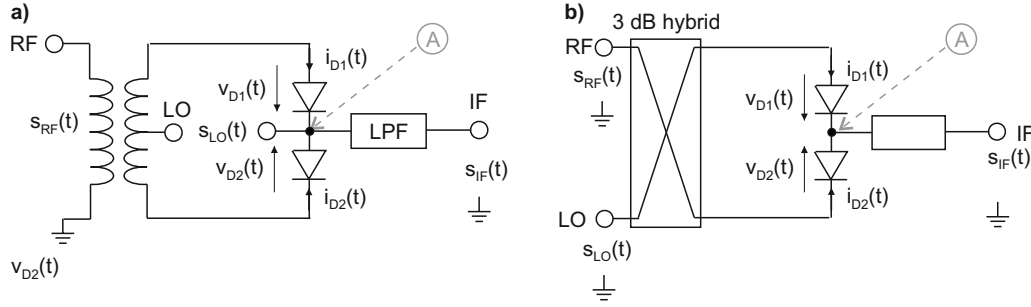 a)
RF
s_RF(t)
LO
s_LO(t)
v_D1(t)
v_D2(t)
i_D1(t)
i_D2(t)
A
LPF
IF
s_IF(t)
v_D2(t)
b)
3 dB hybrid
RF
s_RF(t)
LO
s_LO(t)
v_D1(t)
v_D2(t)
i_D1(t)
i_D2(t)
A
IF
s_IF(t)